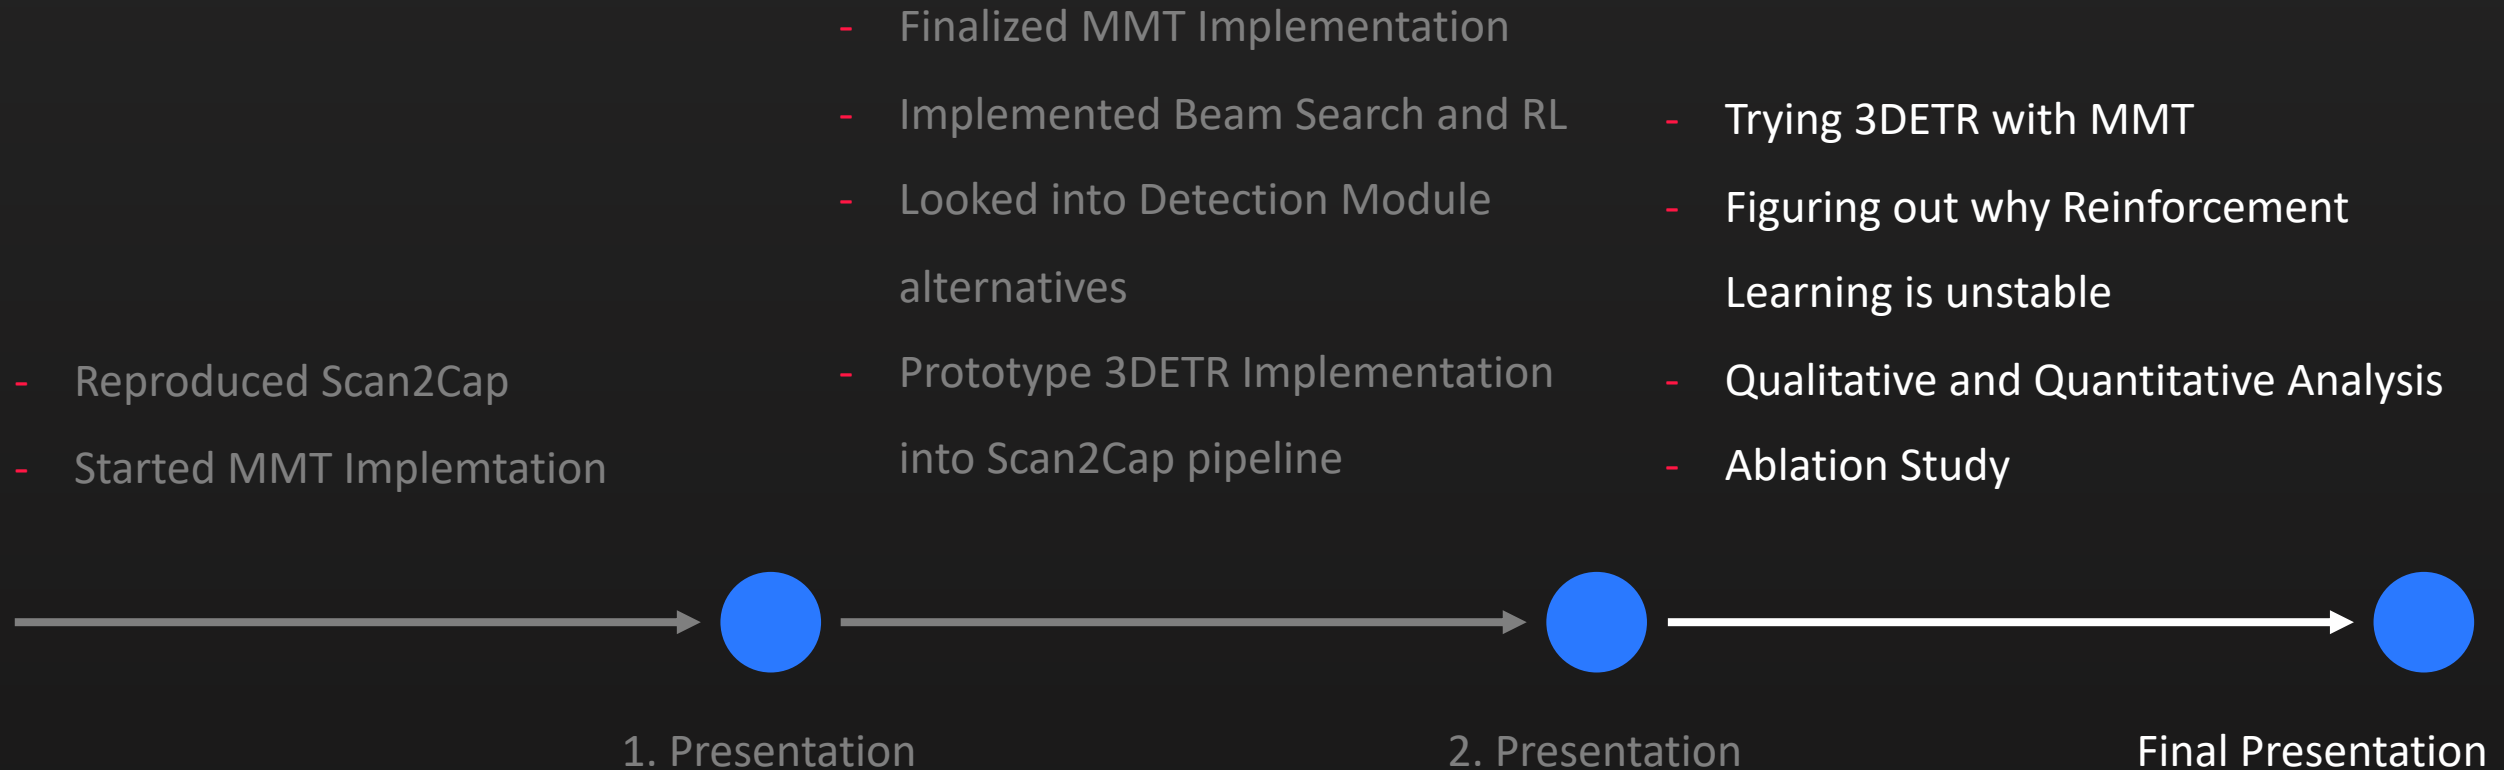 - Reproduced Scan2Cap
- Started MMT Implemtation
- Finalized MMT Implementation
- Implemented Beam Search and RL
- Looked into Detection Module
alternatives
- Prototype 3DETR Implementation
into Scan2Cap pipeline
- Trying 3DETR with MMT
- Figuring out why Reinforcement
Learning is unstable
- Qualitative and Quantitative Analysis
- Ablation Study
1. Presentation
2. Presentation
Final Presentation